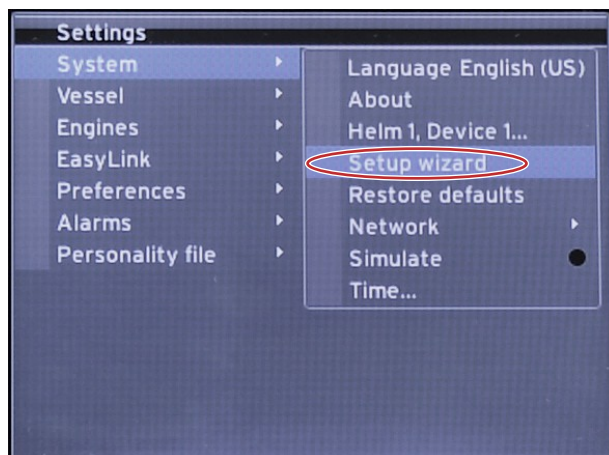 Settings
System
Vessel
Engines
EasyLink
Preferences
Alarms
Personality file
Language English (US)
About
Helm 1, Device 1...
Setup wizard
Restore defaults
Network
Simulate
Time...